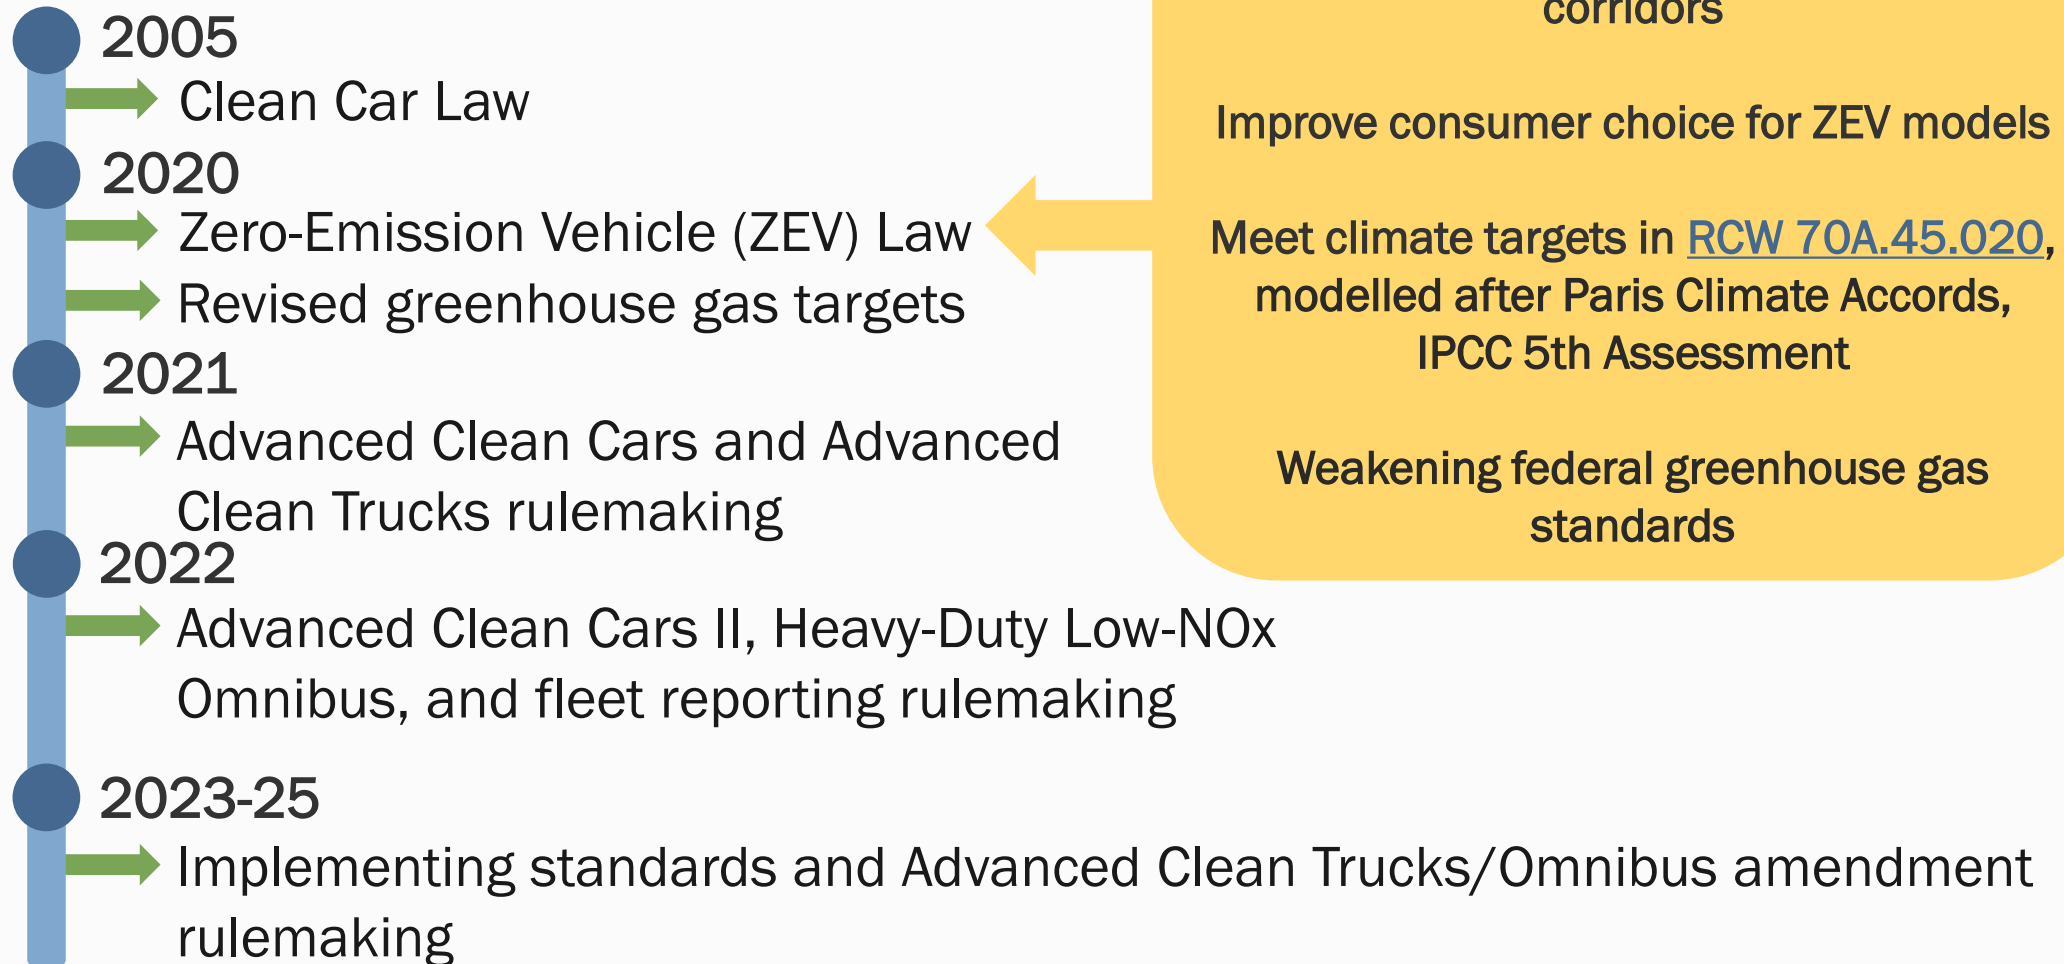 2005
Clean Car Law
2020
Zero-Emission Vehicle (ZEV) Law
Revised greenhouse gas targets
2021
Advanced Clean Cars and Advanced
Clean Trucks rulemaking
2022
Advanced Clean Cars II, Heavy-Duty Low-NOx
Omnibus, and fleet reporting rulemaking
2023-25
Implementing standards and Advanced Clean Trucks/Omnibus amendment
rulemaking
corridors
Improve consumer choice for ZEV models
Meet climate targets in RCW 70A.45.020,
modelled after Paris Climate Accords,
IPCC 5th Assessment
Weakening federal greenhouse gas
standards